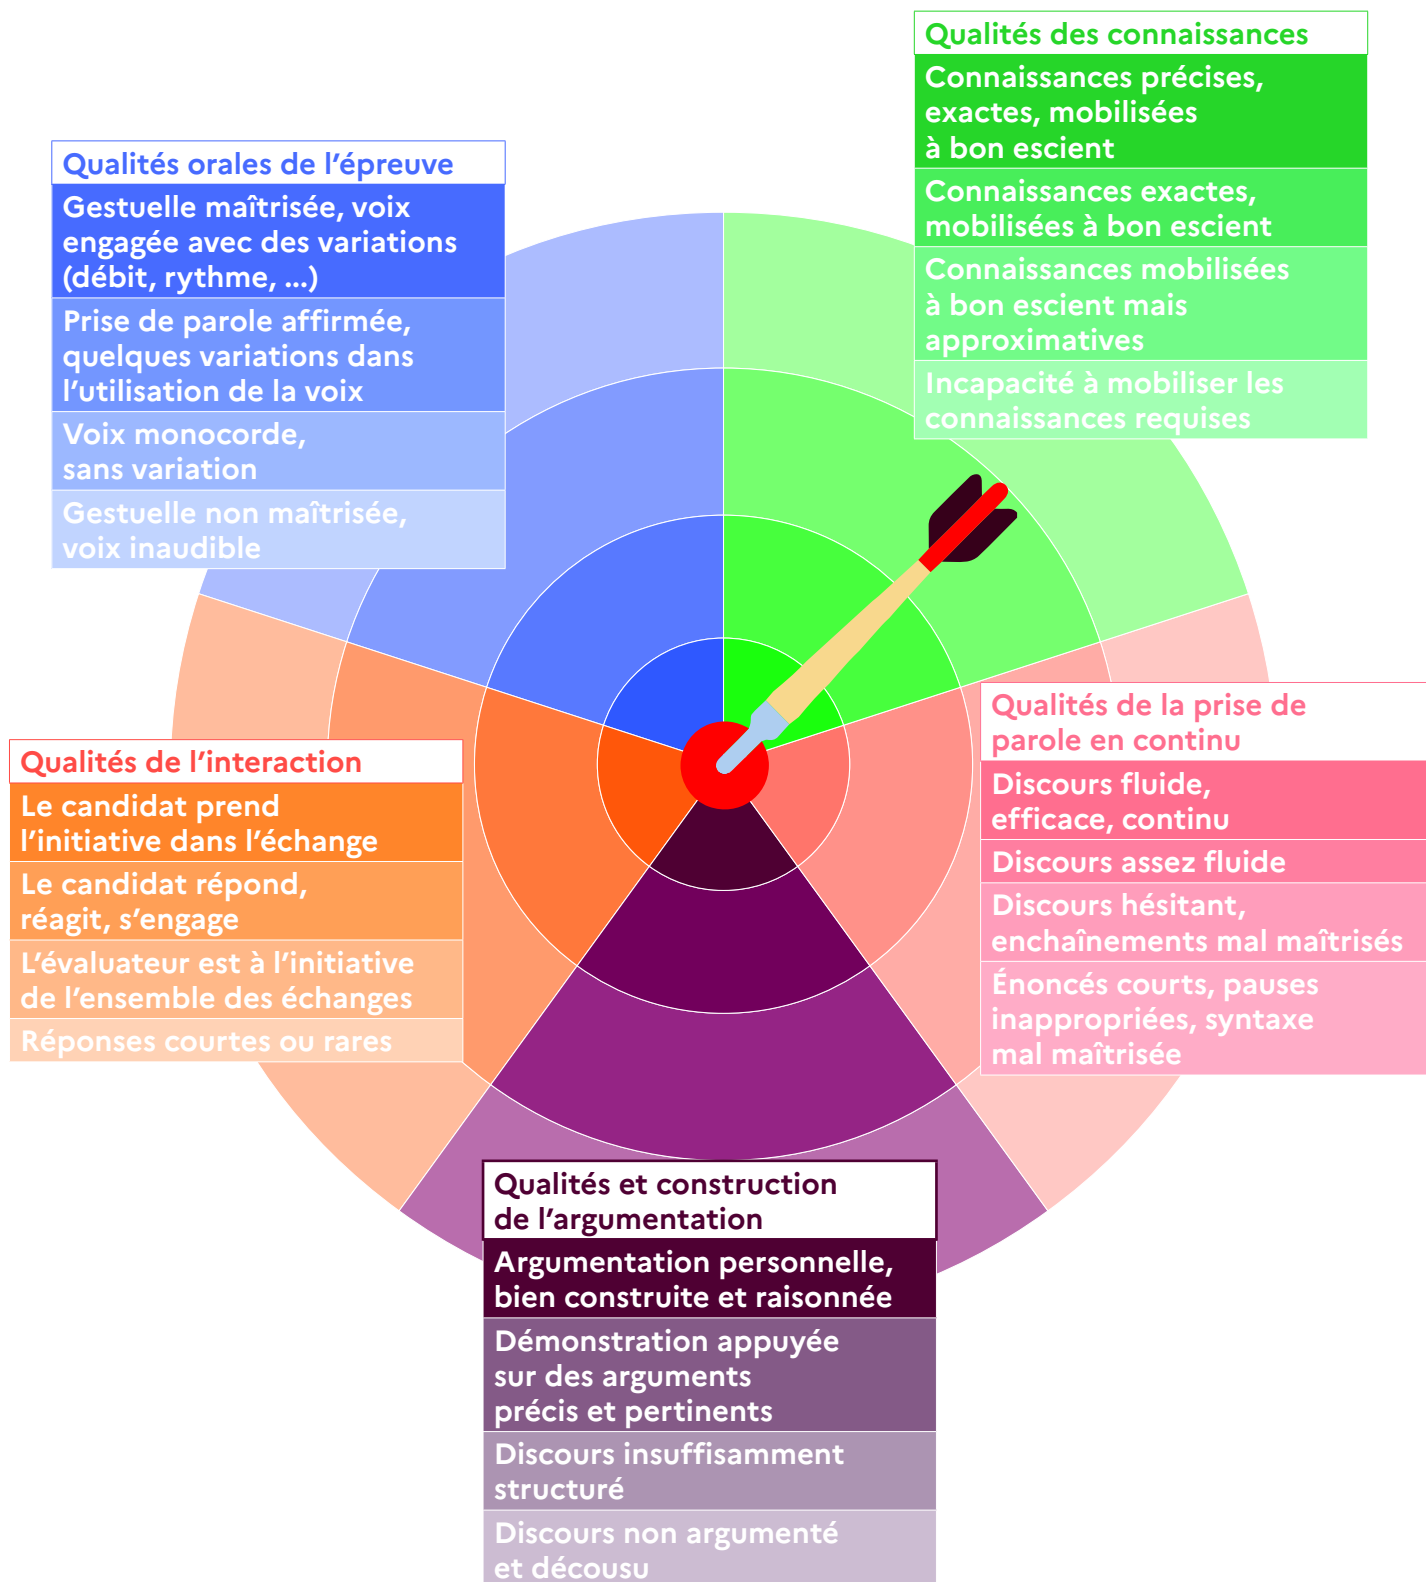 Qualités des connaissances
Connaissances précises,
exactes, mobilisées
à bon escient
Connaissances exactes,
mobilisées à bon escient
Connaissances mobilisées
à bon escient mais
approximatives
Incapacité à mobiliser les
connaissances requises
Qualités orales de l’épreuve
Gestuelle maîtrisée, voix
engagée avec des variations
(débit, rythme, ...)
Prise de parole affirmée,
quelques variations dans
l’utilisation de la voix
Voix monocorde,
sans variation
Gestuelle non maîtrisée,
voix inaudible
Qualités de la prise de
parole en continu
Discours fluide,
efficace, continu
Discours assez fluide
Discours hésitant,
enchaînements mal maîtrisés
Énoncés courts, pauses
inappropriées, syntaxe
mal maîtrisée
Qualités de l’interaction
Le candidat prend
l’initiative dans l’échange
Le candidat répond,
réagit, s’engage
L’évaluateur est à l’initiative
de l’ensemble des échanges
Réponses courtes ou rares
Qualités et construction
de l’argumentation
Argumentation personnelle,
bien construite et raisonnée
Démonstration appuyée
sur des arguments
précis et pertinents
Discours insuffisamment
structuré
Discours non argumenté
et décousu